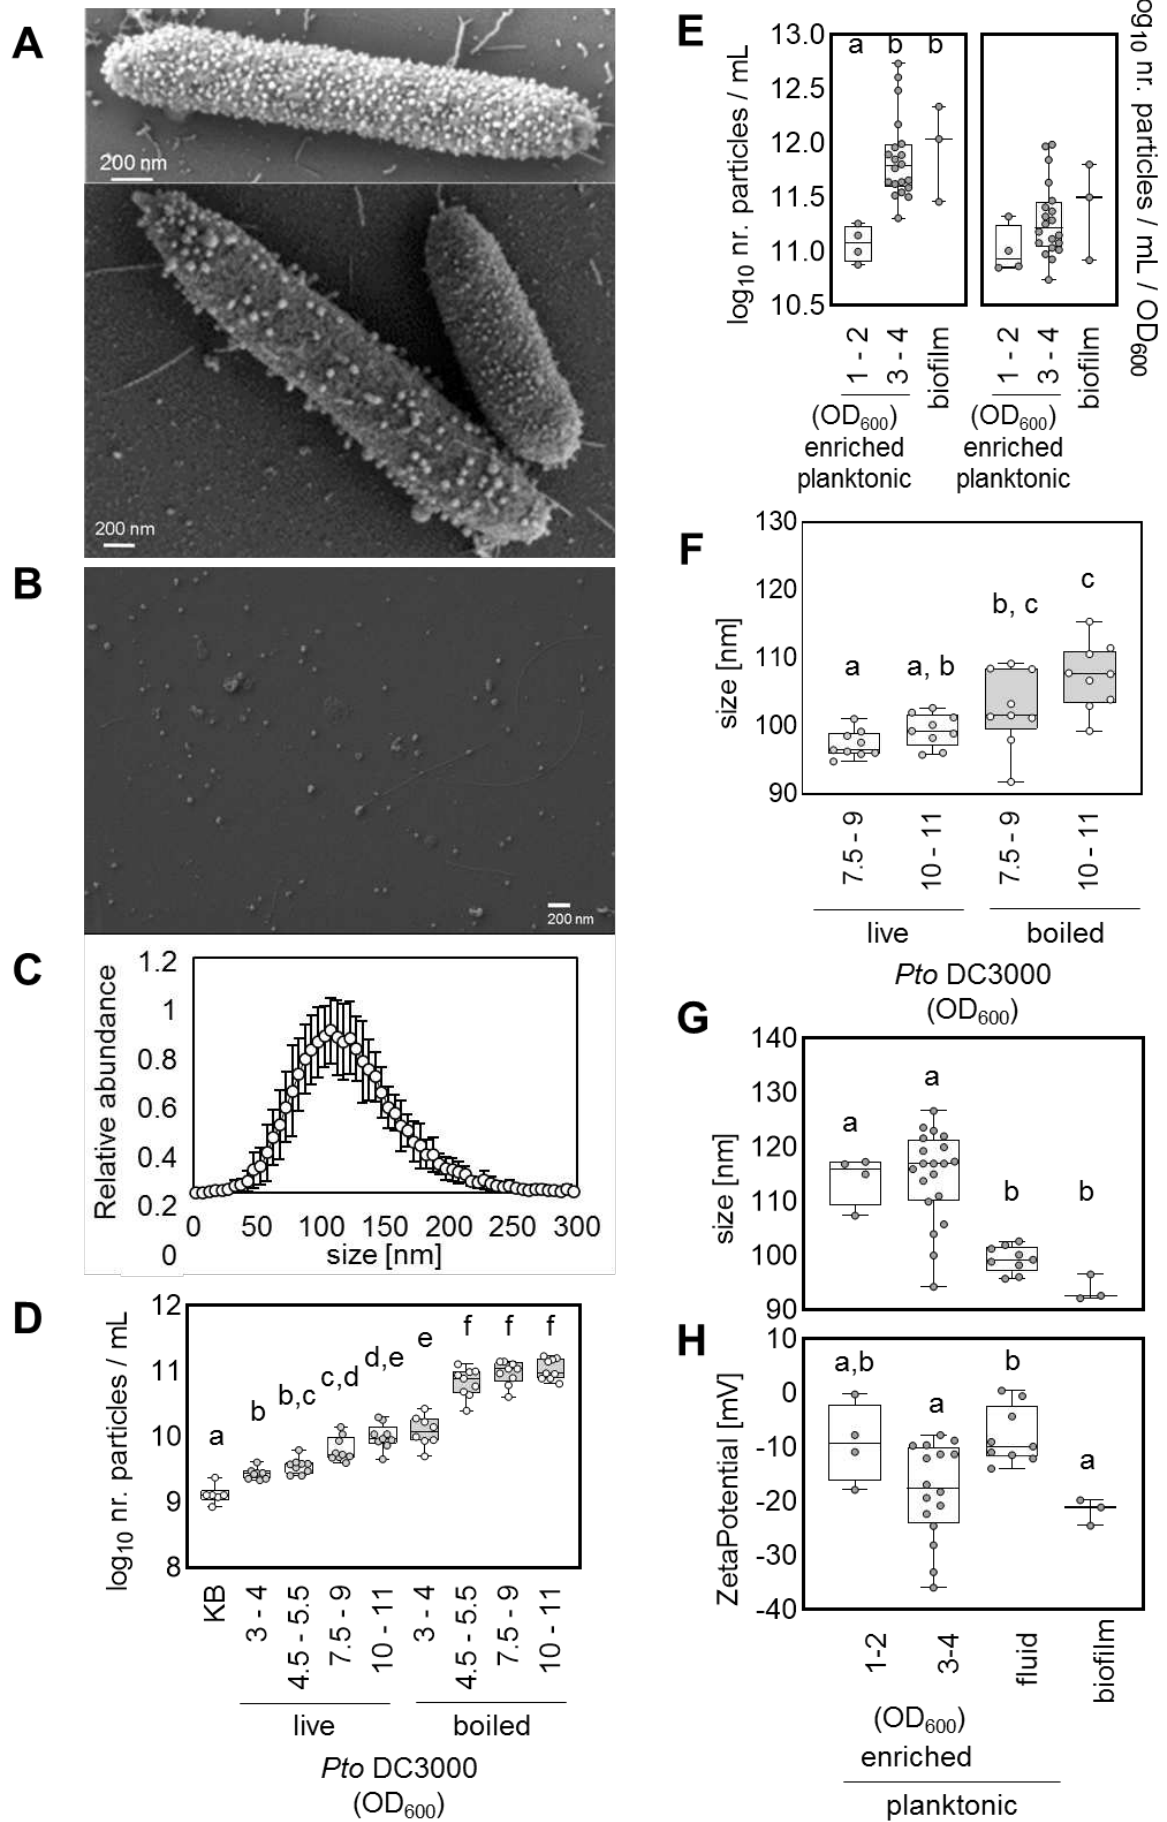 A
200 nm
200 nm
B
200 nm
C
Relative abundance
1.2
1
0.8
0.6
0.4
0.2
0
0 50 100 150 200 250 300
size [nm]
D
log10 nr. particles / mL
12
11
10
9
8
a
b
b,c
c,d
d,e
e
f
f
f
KB
3 - 4
4.5 - 5.5
7.5 - 9
10 - 11
3 - 4
4.5 - 5.5
7.5 - 9
10 - 11
live
boiled
Pto DC3000
(OD600)
E
log10 nr. particles / mL
13.0
12.5
12.0
11.5
11.0
10.5
a b b
log10 nr. particles / mL / OD600
1 - 2
3 - 4
biofilm
1 - 2
3 - 4
biofilm
(OD600)
enriched
planktonic
(OD600)
enriched
planktonic
F
size [nm]
130
120
110
100
90
a
a, b
b, c
c
7.5 - 9
10 - 11
7.5 - 9
10 - 11
live
boiled
Pto DC3000
(OD600)
G
size [nm]
140
130
120
110
100
90
a
a
b
b
H
ZetaPotential [mV]
10
0
-10
-20
-30
-40
a,b
a
b
a
1-2
3-4
fluid
biofilm
(OD600)
enriched
planktonic